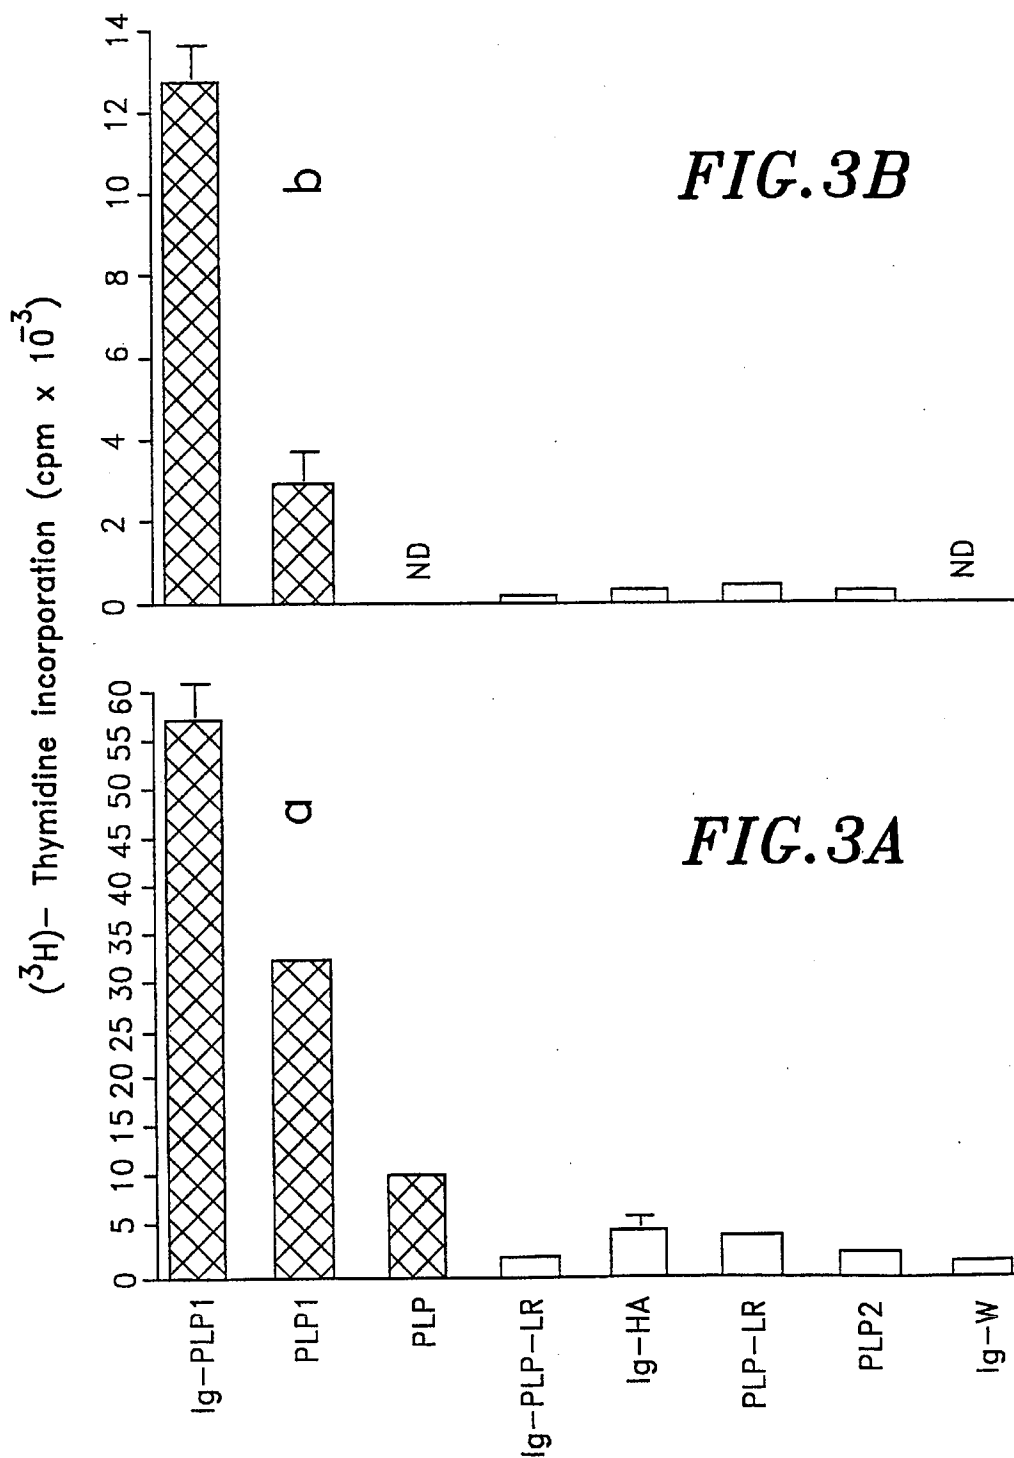 (³H)– Thymidine incorporation (cpm x 10⁻³)
0 2 4 6 8 10 12 14
b
ND
ND
FIG.3B
0 5 10 15 20 25 30 35 40 45 50 55 60
a
FIG.3A
Ig–PLP1
PLP1
PLP
Ig–PLP–LR
Ig–HA
PLP–LR
PLP2
Ig–W